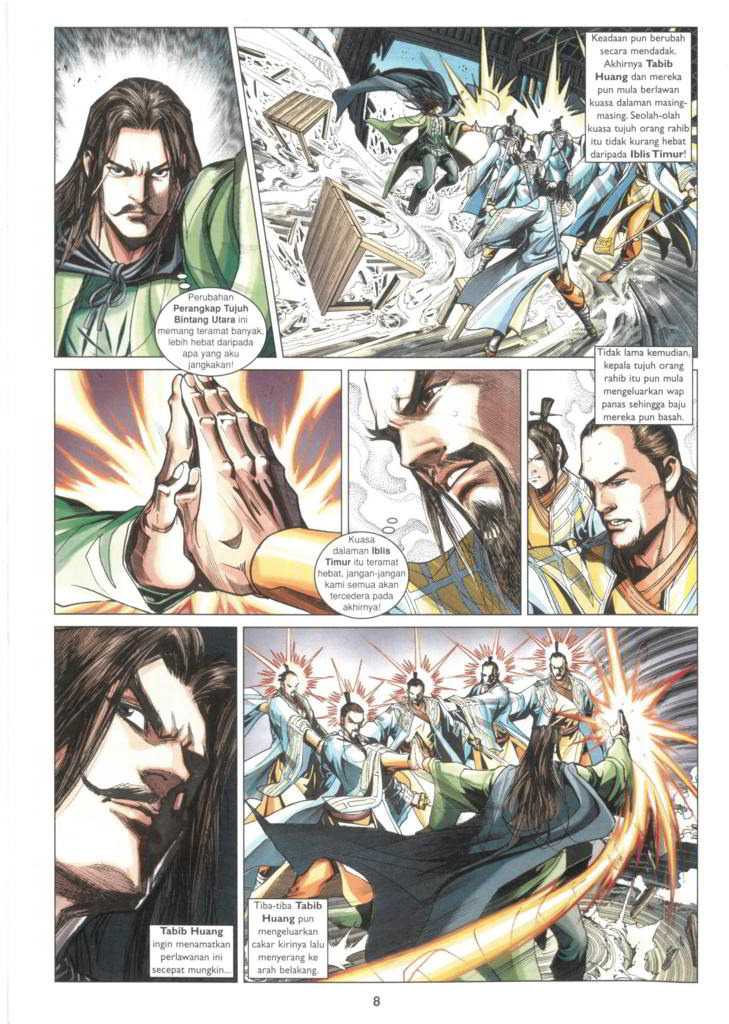 Perubahan
Perangkap Tujuh
Bintang Utara ini
memang teramat banyak,
lebih hebat daripada
apa yang aku
jangkakan!
Keadaan pun berubah
secara mendadak.
Akhirnya Tabib
Huang dan mereka
pun mula berlawan
kuasa dalaman masing-
masing. Seolah-olah
kuasa tujuh orang rahib
itu tidak kurang hebat
daripada Iblis Timur!
Kuasa
dalaman Iblis
Timur itu teramat
hebat, jangan-jangan
kami semua akan
tercedera pada
akhirnya!
Tidak lama kemudian,
kepala tujuh orang
rahib itu pun mula
mengeluarkan wap
panas sehingga baju
mereka pun basah.
Tabib Huang
ingin menamatkan
perlawanan ini
secepat mungkin...
Tiba-tiba Tabib
Huang pun
mengeluarkan
cakar kirinya lalu
menyerang ke
arah belakang.
8